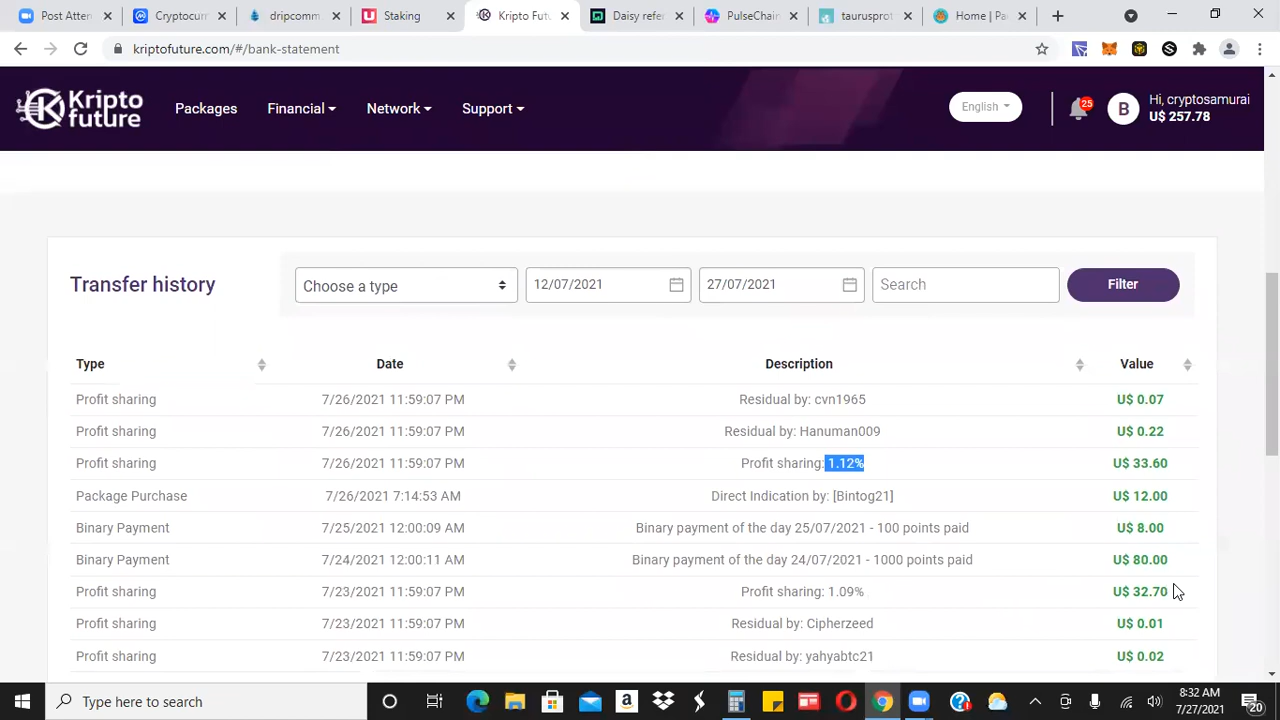 Post Atten
Cryptocurr
dripcomm
Staking
Kripto Fut
Daisy refer
PulseChain
taurusprot
Home | Pa
kriptofuture.com/#/bank-statement
Kripto future
Packages
Financial
Network
Support
English
25
B
Hi, cryptosamurai
U$ 257.78
Transfer history
Choose a type
12/07/2021
27/07/2021
Search
Filter
Type Date Description Value
Profit sharing 7/26/2021 11:59:07 PM Residual by: cvn1965 U$ 0.07
Profit sharing 7/26/2021 11:59:07 PM Residual by: Hanuman009 U$ 0.22
Profit sharing 7/26/2021 11:59:07 PM Profit sharing: 1.12% U$ 33.60
Package Purchase 7/26/2021 7:14:53 AM Direct Indication by: [Bintog21] U$ 12.00
Binary Payment 7/25/2021 12:00:09 AM Binary payment of the day 25/07/2021 - 100 points paid U$ 8.00
Binary Payment 7/24/2021 12:00:11 AM Binary payment of the day 24/07/2021 - 1000 points paid U$ 80.00
Profit sharing 7/23/2021 11:59:07 PM Profit sharing: 1.09% U$ 32.70
Profit sharing 7/23/2021 11:59:07 PM Residual by: Cipherzeed U$ 0.01
Profit sharing 7/23/2021 11:59:07 PM Residual by: yahyabtc21 U$ 0.02
Type here to search
8:32 AM
7/27/2021
20